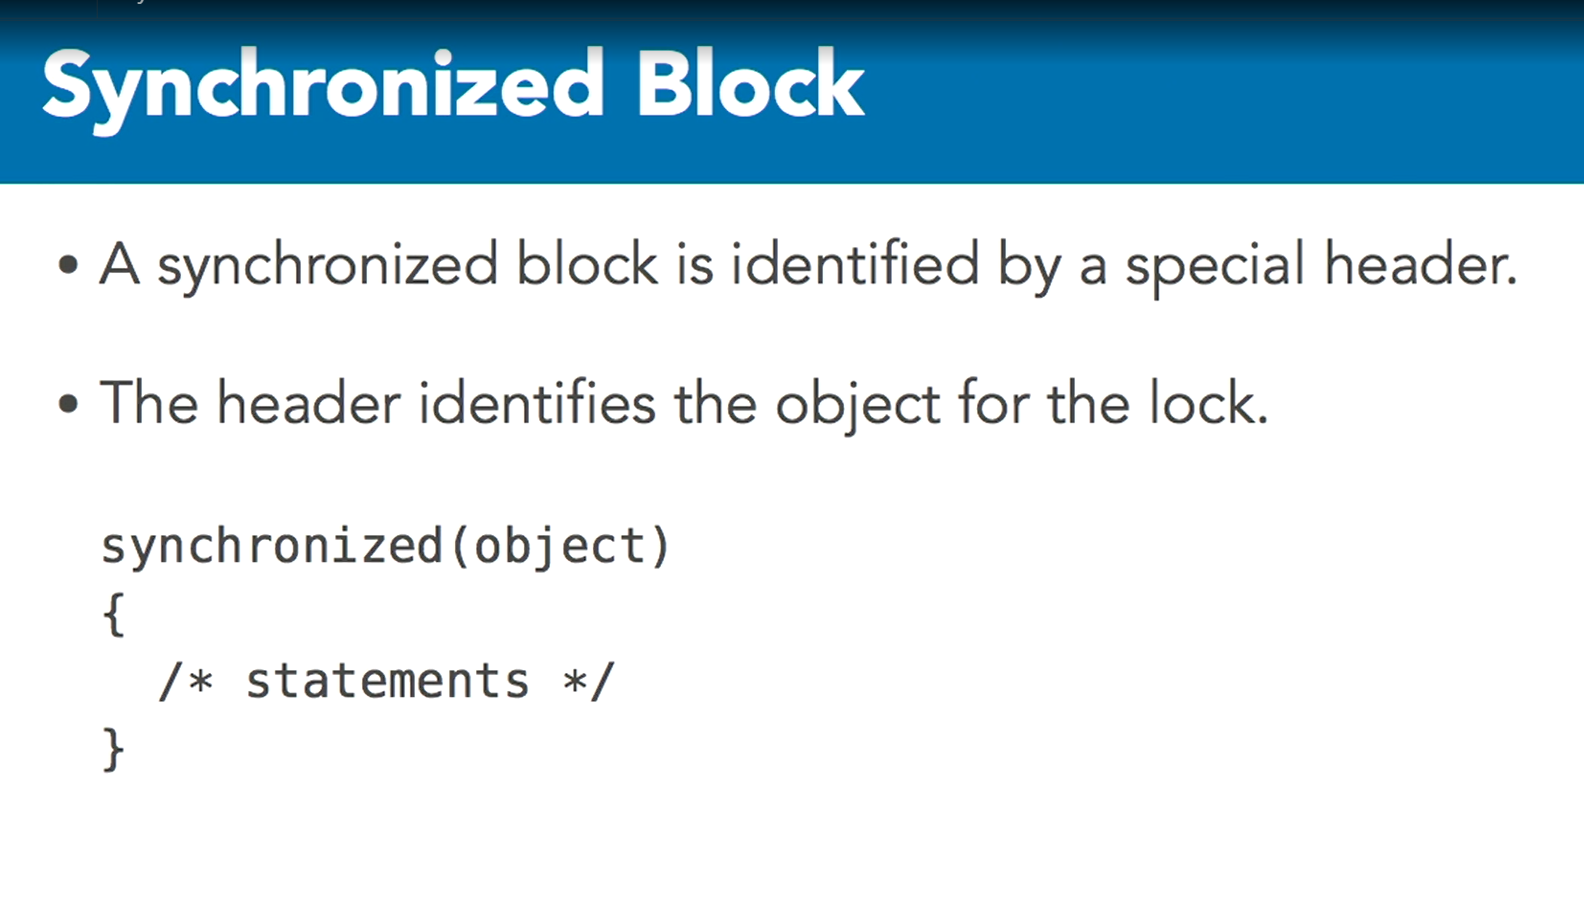 Synchronized Block
• A synchronized block is identified by a special header.
• The header identifies the object for the lock.
synchronized(object)
{
/* statements */
}